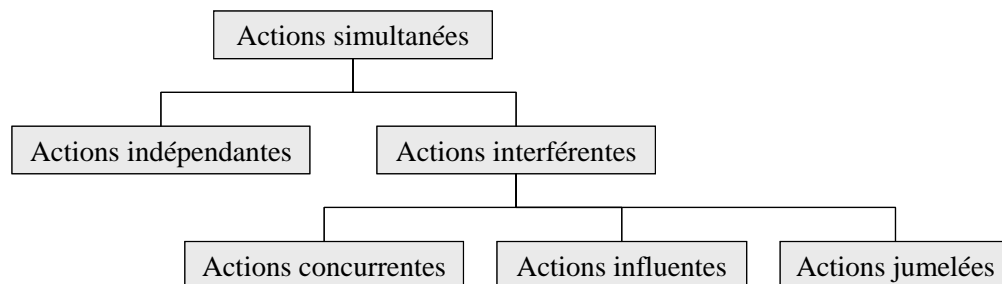 Actions simultanées
Actions indépendantes
Actions interférentes
Actions concurrentes
Actions influentes
Actions jumelées